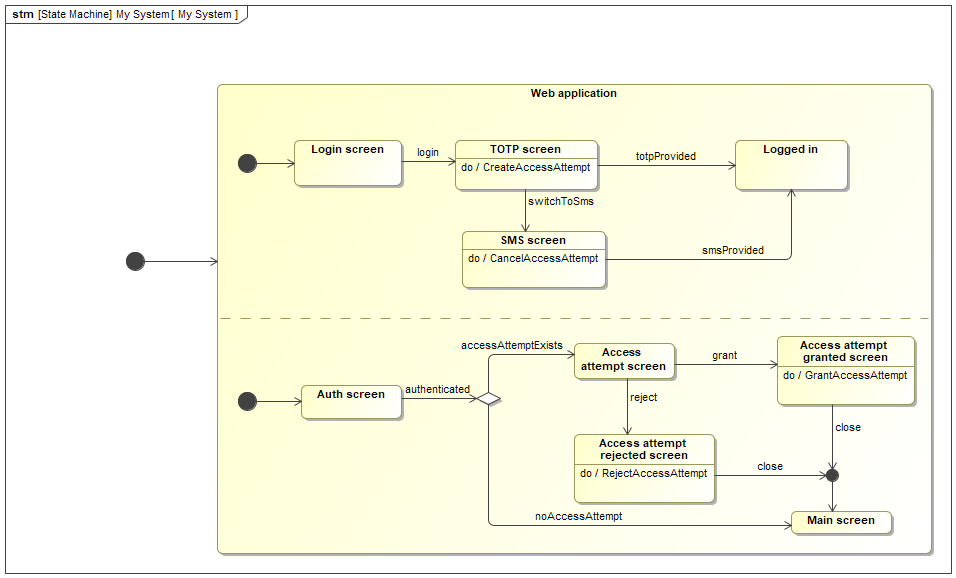 stm [State Machine] My System[ My System ]
Web application
Login screen
login
TOTP screen
do / CreateAccessAttempt
totpProvided
Logged in
switchToSms
SMS screen
do / CancelAccessAttempt
smsProvided
accessAttemptExists
Access
attempt screen
grant
Access attempt
granted screen
do / GrantAccessAttempt
Auth screen
authenticated
reject
close
Access attempt
rejected screen
do / RejectAccessAttempt
close
noAccessAttempt
Main screen